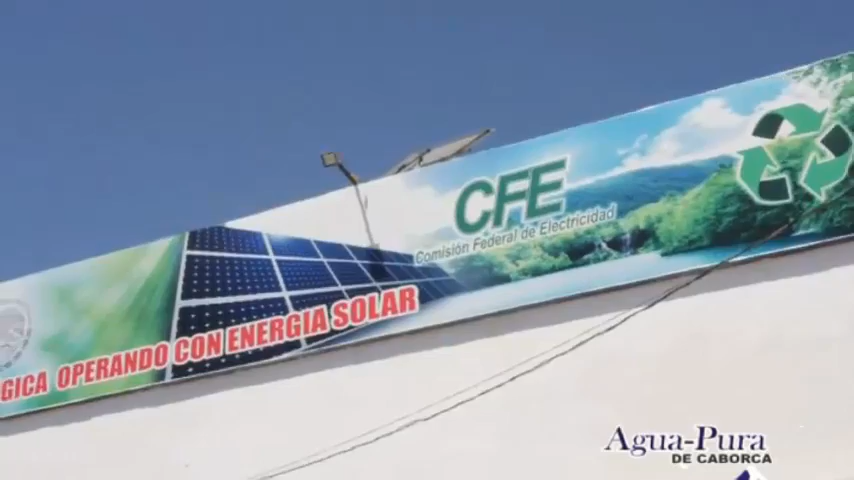 CFE
Comisión Federal de Electricidad
GICA OPERANDO CON ENERGIA SOLAR
Agua-Pura
DE CABORCA